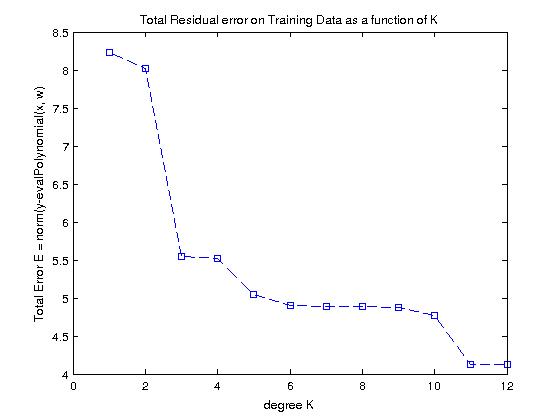 Total Residual error on Training Data as a function of K
8.5
8
7.5
7
6.5
6
5.5
5
4.5
4
Total Error E = norm(y-evalPolynomial(x, w)
0 2 4 6 8 10 12
degree K